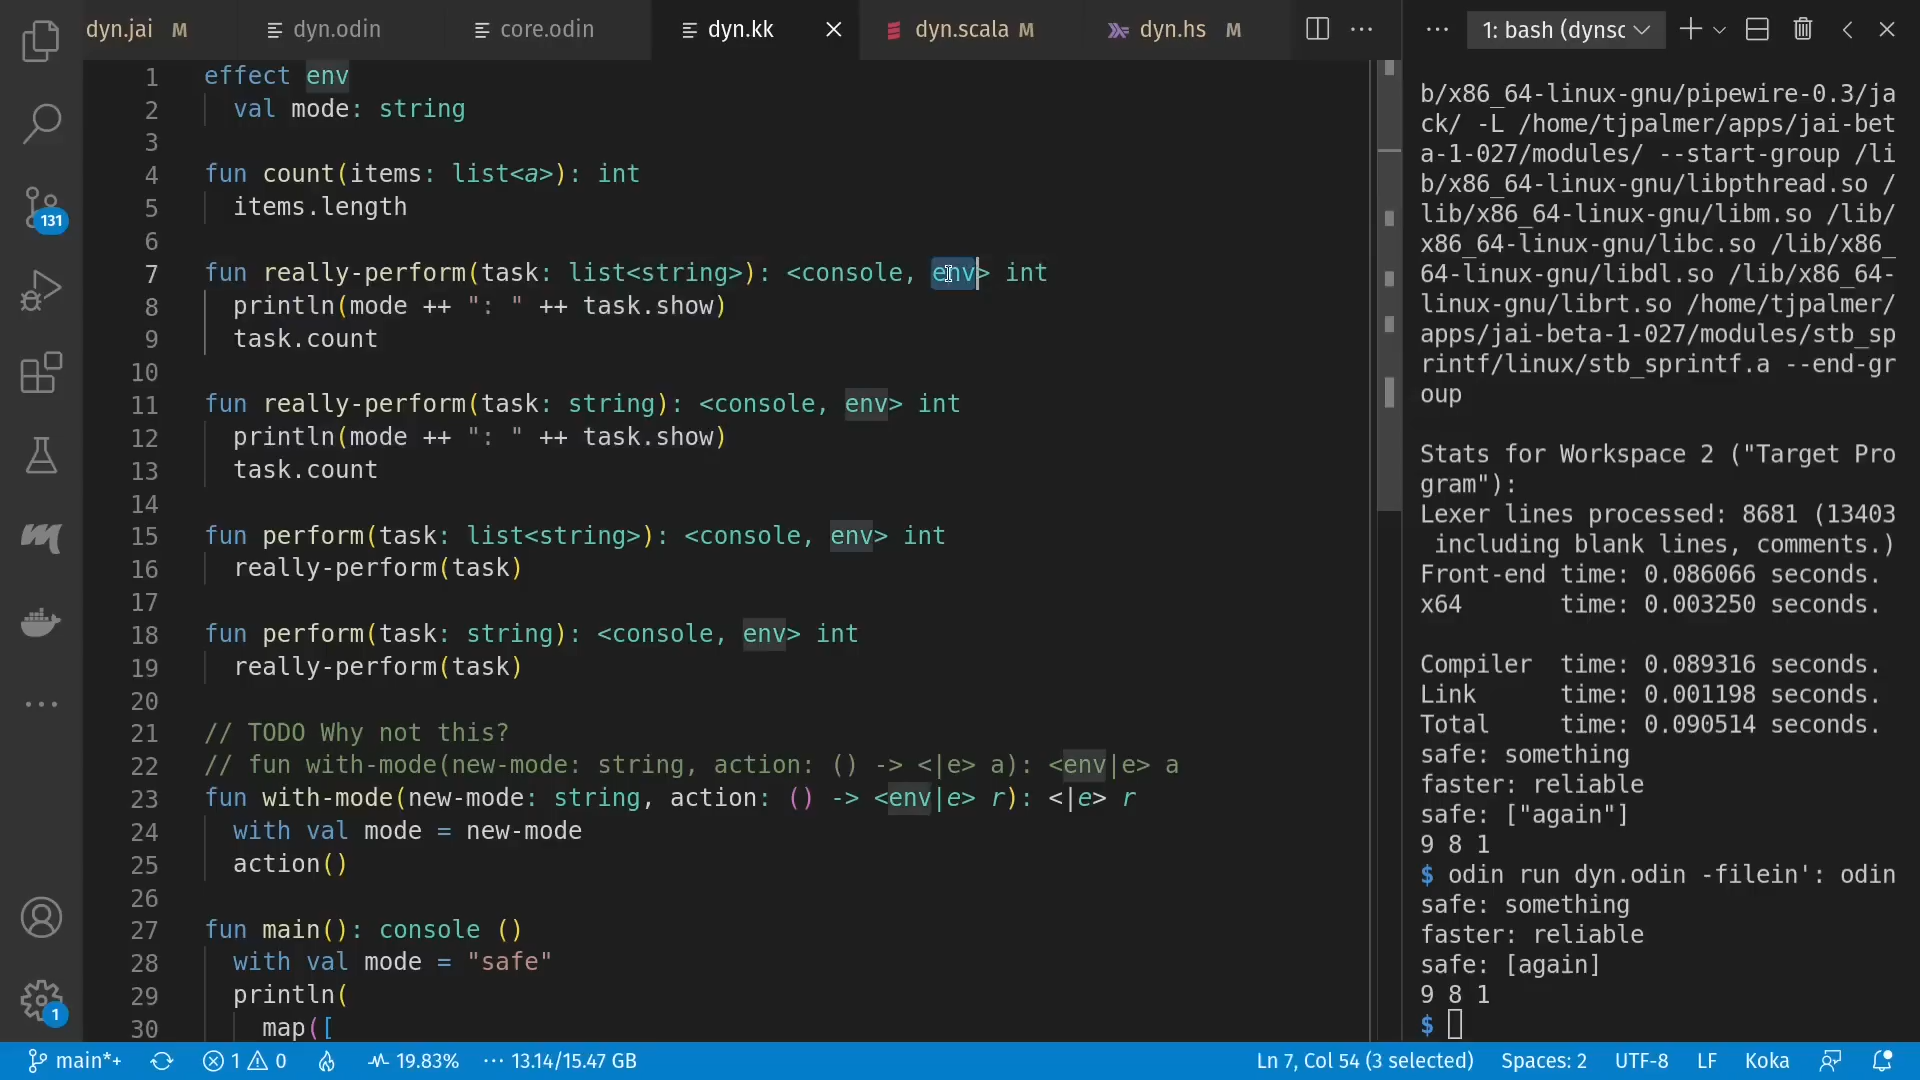 dyn.jai M
dyn.odin
core.odin
dyn.kk
dyn.scala M
dyn.hs M
1: bash (dynsc
1 effect env
2 val mode: string
3
4 fun count(items: list<a>): int
5 items.length
6
7 fun really-perform(task: list<string>): <console, env> int
8 println(mode ++ ": " ++ task.show)
9 task.count
10
11 fun really-perform(task: string): <console, env> int
12 println(mode ++ ": " ++ task.show)
13 task.count
14
15 fun perform(task: list<string>): <console, env> int
16 really-perform(task)
17
18 fun perform(task: string): <console, env> int
19 really-perform(task)
20
21 // TODO Why not this?
22 // fun with-mode(new-mode: string, action: () -> <|e> a): <env|e> a
23 fun with-mode(new-mode: string, action: () -> <env|e> r): <|e> r
24 with val mode = new-mode
25 action()
26
27 fun main(): console ()
28 with val mode = "safe"
29 println(
30 map([
131
1
b/x86_64-linux-gnu/pipewire-0.3/ja
ck/ -L /home/tjpalmer/apps/jai-bet
a-1-027/modules/ --start-group /li
b/x86_64-linux-gnu/libpthread.so /
lib/x86_64-linux-gnu/libm.so /lib/
x86_64-linux-gnu/libc.so /lib/x86_
64-linux-gnu/libdl.so /lib/x86_64-
linux-gnu/librt.so /home/tjpalmer/
apps/jai-beta-1-027/modules/stb_sp
rintf/linux/stb_sprintf.a --end-gr
oup
Stats for Workspace 2 ("Target Pro
gram"):
Lexer lines processed: 8681 (13403
including blank lines, comments.)
Front-end time: 0.086066 seconds.
x64 time: 0.003250 seconds.
Compiler time: 0.089316 seconds.
Link time: 0.001198 seconds.
Total time: 0.090514 seconds.
safe: something
faster: reliable
safe: ["again"]
9 8 1
$ odin run dyn.odin -filein': odin
safe: something
faster: reliable
safe: [again]
9 8 1
$
main*+ 1 0 19.83% 13.14/15.47 GB Ln 7, Col 54 (3 selected) Spaces: 2 UTF-8 LF Koka